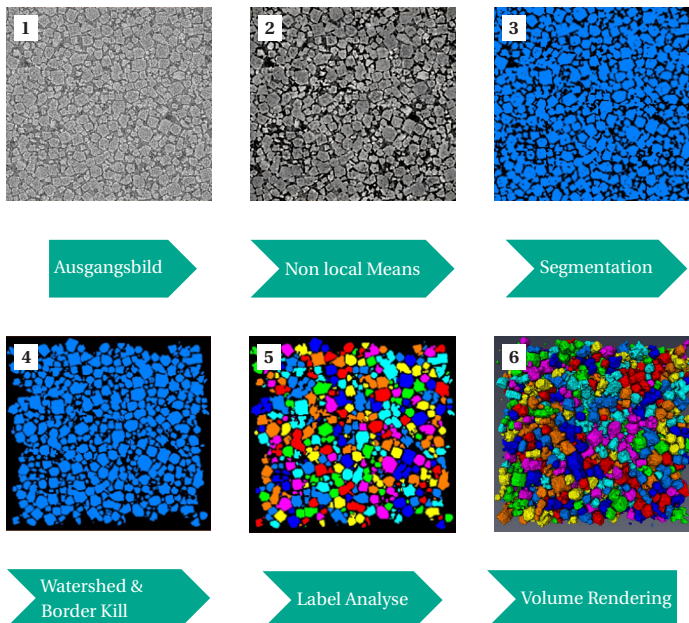 1
2
3
Ausgangsbild
Non local Means
Segmentation
4
5
6
Watershed &
Border Kill
Label Analyse
Volume Rendering